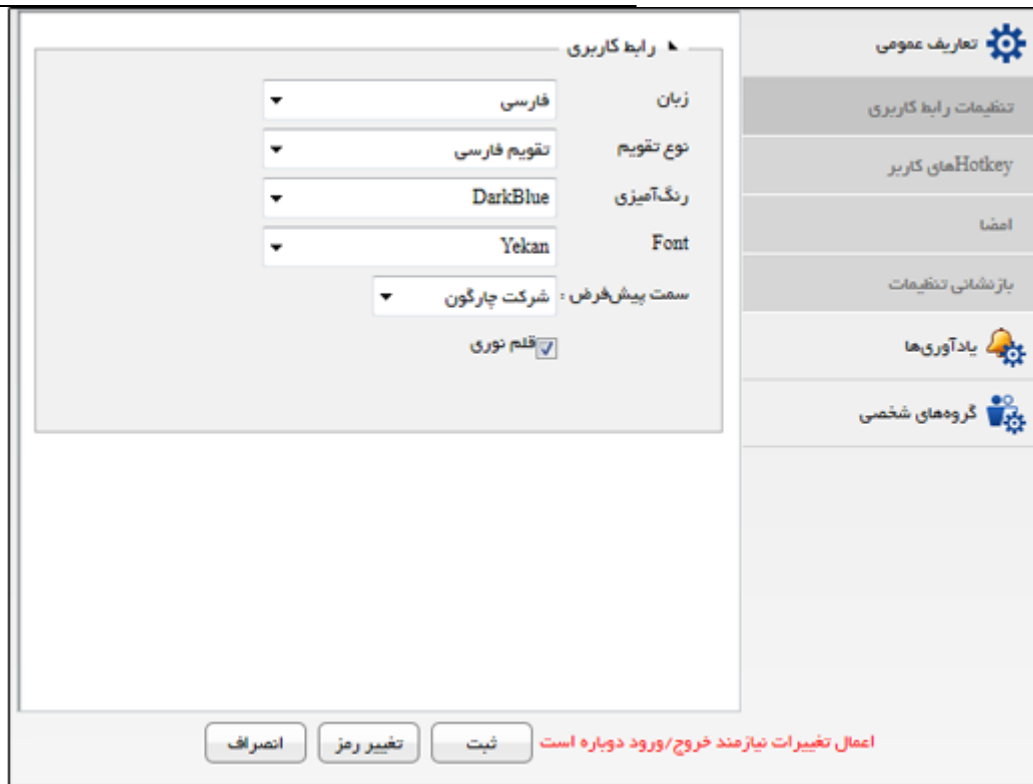 تعاریف عمومی
تنظیمات رابط کاربری
Hotkeyهای کاربر
امضا
بازنشانی تنظیمات
یادآوری‌ها
گروه‌های شخصی
رابط کاربری
زبان فارسی
نوع تقویم تقویم فارسی
رنگ‌آمیزی DarkBlue
Font Yekan
سمت پیش‌فرض : شرکت چارگون
قلم نوری
اعمال تغییرات نیازمند خروج/ورود دوباره است ثبت تغییر رمز انصراف